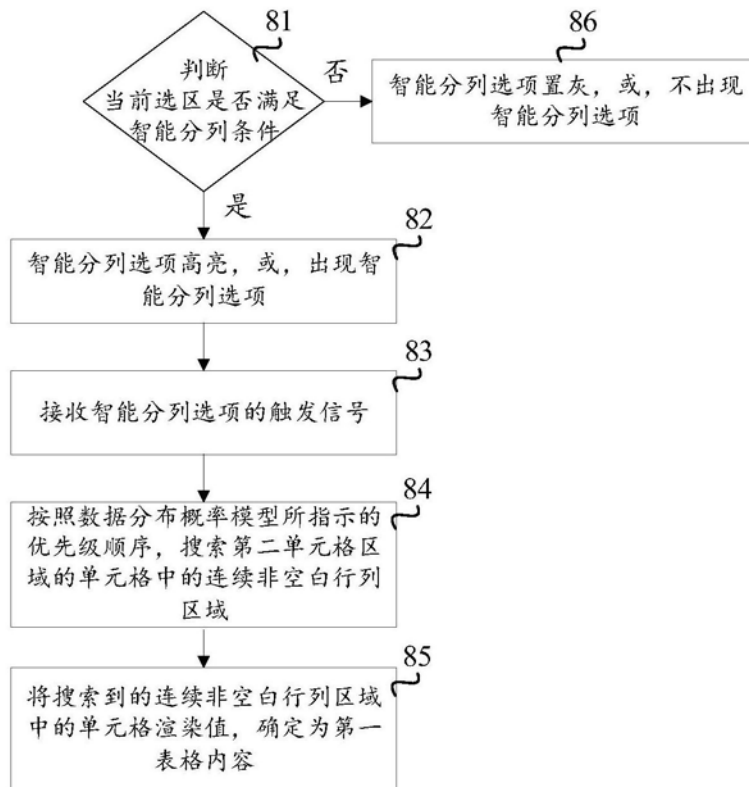 81
判断
当前选区是否满足
智能分列条件
否
86
智能分列选项置灰，或，不出现
智能分列选项
是
82
智能分列选项高亮，或，出现智
能分列选项
83
接收智能分列选项的触发信号
84
按照数据分布概率模型所指示的
优先级顺序，搜索第二单元格区
域的单元格中的连续非空白行列
区域
85
将搜索到的连续非空白行列区域
中的单元格渲染值，确定为第一
表格内容